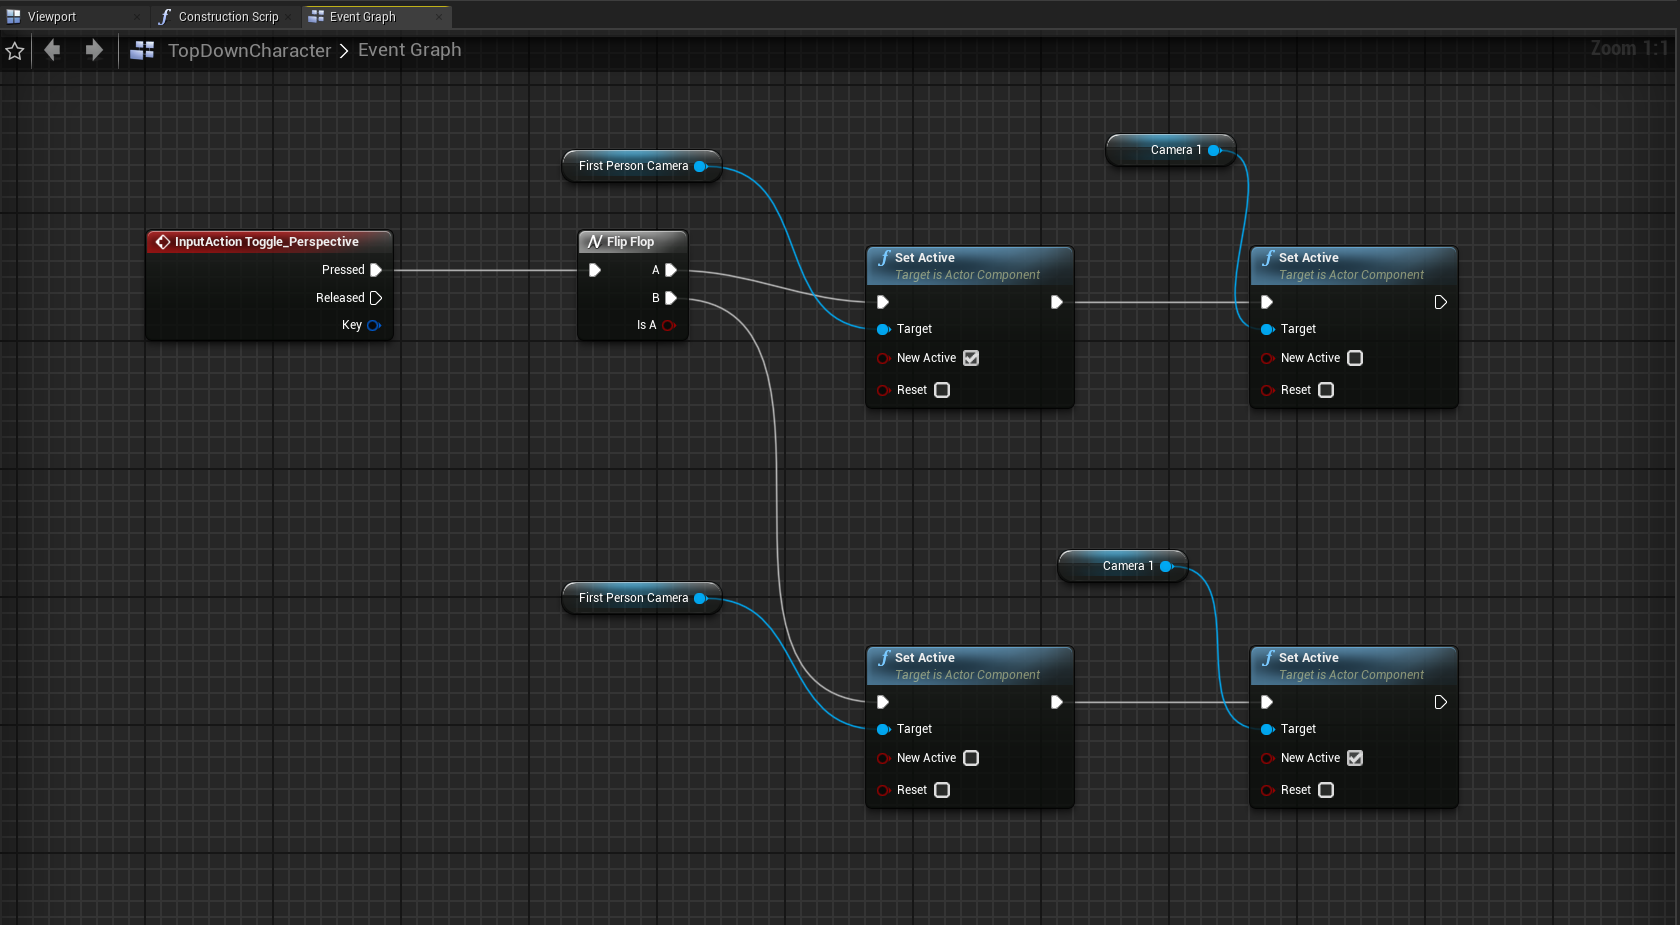 Viewport
Construction Scrip
Event Graph
TopDownCharacter > Event Graph
Zoom 1:1
First Person Camera
Camera 1
InputAction Toggle_Perspective
Pressed
Released
Key
Flip Flop
A
B
Is A
Set Active
Target is Actor Component
Target
New Active
Reset
Set Active
Target is Actor Component
Target
New Active
Reset
First Person Camera
Camera 1
Set Active
Target is Actor Component
Target
New Active
Reset
Set Active
Target is Actor Component
Target
New Active
Reset